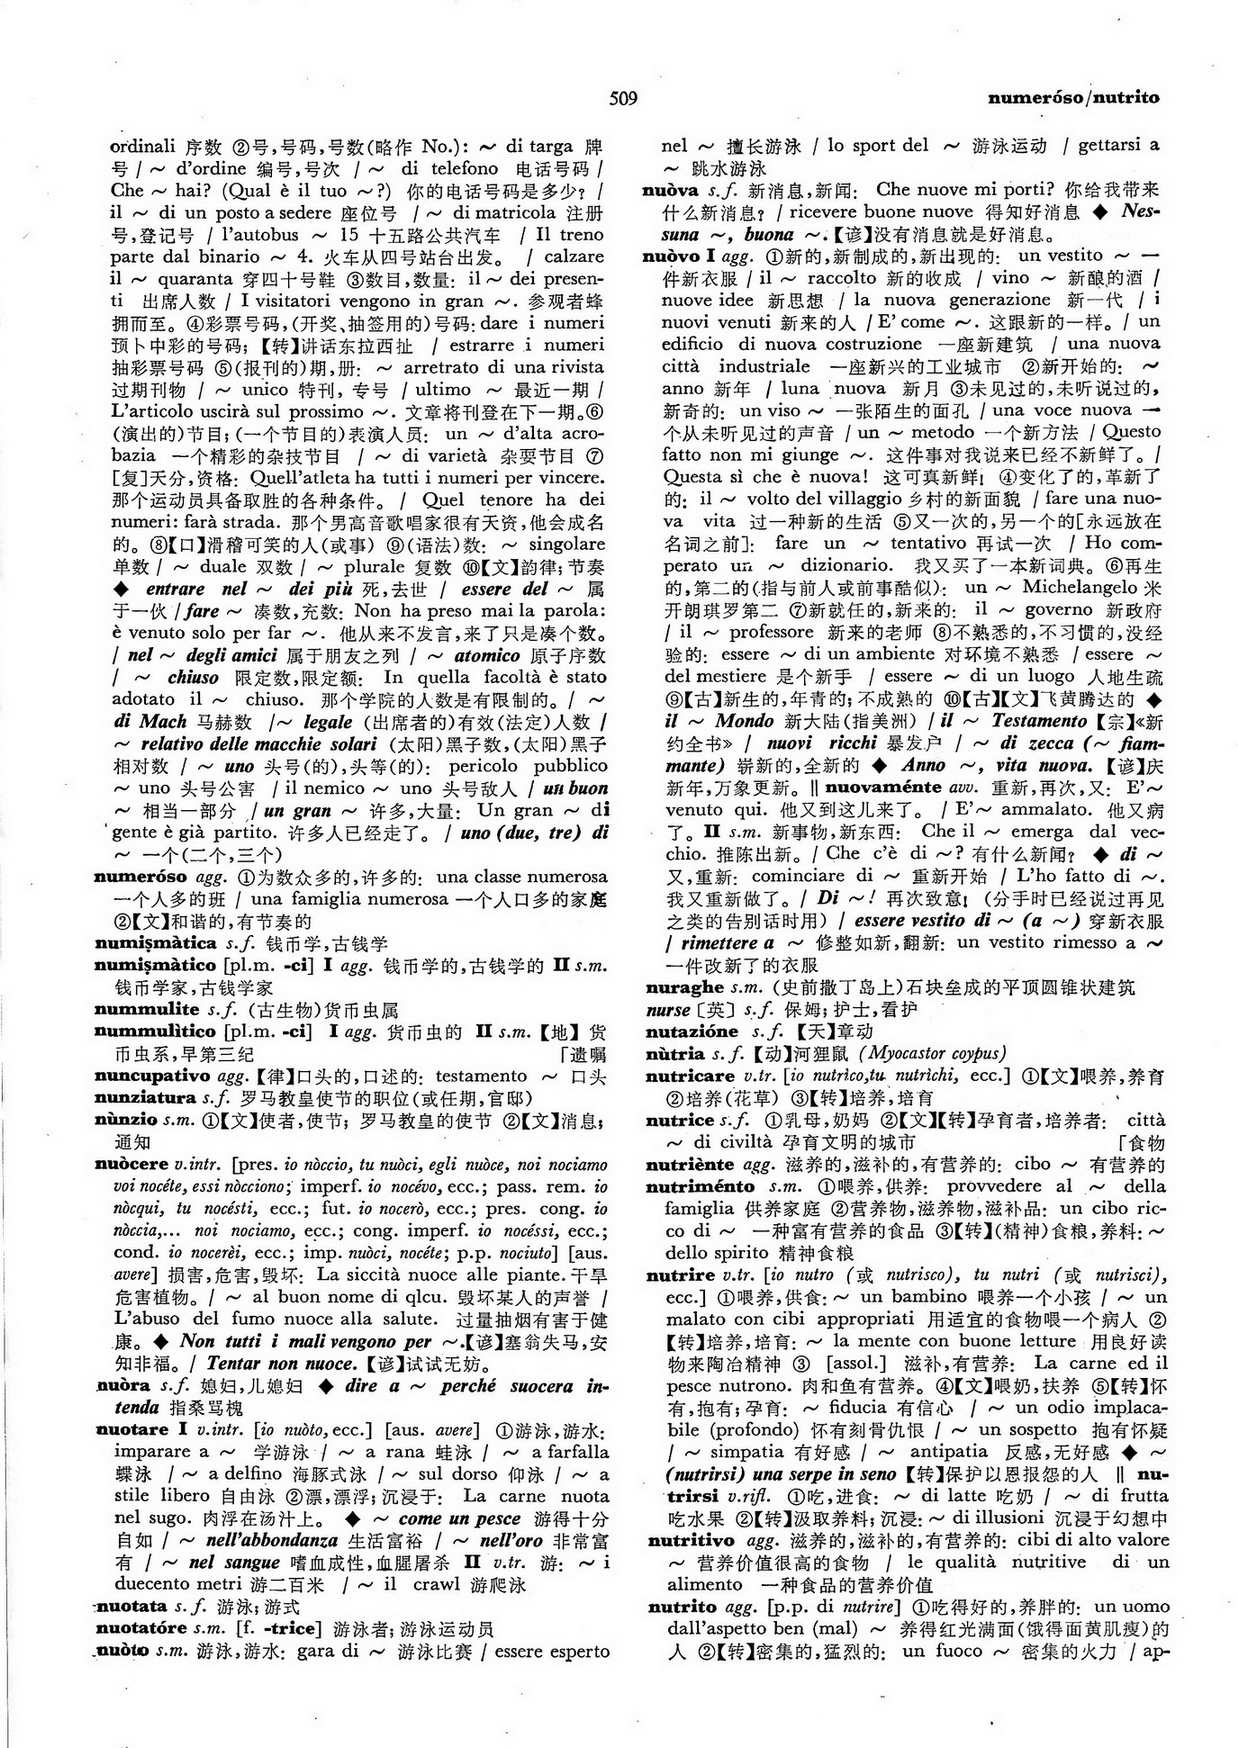 509
numeróso/nutrito
ordinali 序数 ②号,号码,号数(略作 No.): ～ di targa 牌
号 / ～ d'ordine 编号,号次 / ～ di telefono 电话号码 /
Che ～ hai? (Qual è il tuo ～?) 你的电话号码是多少? /
il ～ di un posto a sedere 座位号 / ～ di matricola 注册
号,登记号 / l'autobus ～ 15 十五路公共汽车 / Il treno
parte dal binario ～ 4. 火车从四号站台出发。 / calzare
il ～ quaranta 穿四十号鞋 ③数目,数量: il ～ dei presen-
ti 出席人数 / I visitatori vengono in gran ～. 参观者蜂
拥而至。④彩票号码,(开奖、抽签用的)号码: dare i numeri
预卜中彩的号码; 【转】讲话东拉西扯 / estrarre i numeri
抽彩票号码 ⑤(报刊的)期,册: ～ arretrato di una rivista
过期刊物 / ～ unico 特刊, 专号 / ultimo ～ 最近一期 /
L'articolo uscirà sul prossimo ～. 文章将刊登在下一期。⑥
(演出的)节目; (一个节目的)表演人员: un ～ d'alta acro-
bazia 一个精彩的杂技节目 / ～ di varietà 杂耍节目 ⑦
[复]天分,资格: Quell'atleta ha tutti i numeri per vincere.
那个运动员具备取胜的各种条件。 / Quel tenore ha dei
numeri: farà strada. 那个男高音歌唱家很有天资,他会成名
的。⑧【口】滑稽可笑的人(或事) ⑨(语法)数: ～ singolare
单数 / ～ duale 双数 / ～ plurale 复数 ⑩【文】韵律; 节奏
◆ entrare nel ～ dei più 死,去世 / essere del ～ 属
于一伙 / fare ～ 凑数,充数: Non ha preso mai la parola:
è venuto solo per far ～. 他从来不发言,来了只是凑个数。
/ nel ～ degli amici 属于朋友之列 / ～ atomico 原子序数
/ ～ chiuso 限定数,限定额: In quella facoltà è stato
adotato il ～ chiuso. 那个学院的人数是有限制的。 / ～
di Mach 马赫数 /～ legale (出席者的)有效(法定)人数 /
～ relativo delle macchie solari (太阳)黑子数,(太阳)黑子
相对数 / ～ uno 头号(的),头等(的): pericolo pubblico
～ uno 头号公害 / il nemico ～ uno 头号敌人 / un buon
～ 相当一部分 / un gran ～ 许多,大量: Un gran ～ di
gente è già partito. 许多人已经走了。 / uno (due, tre) di
～ 一个(二个,三个)
numeróso agg. ①为数众多的,许多的: una classe numerosa
一个人多的班 / una famiglia numerosa 一个人口多的家庭
②【文】和谐的,有节奏的
numiṣmàtica s.f. 钱币学,古钱学
numiṣmàtico [pl.m. -ci] I agg. 钱币学的,古钱学的 II s.m.
钱币学家,古钱学家
nummulite s.f. (古生物)货币虫属
nummulìtico [pl.m. -ci] I agg. 货币虫的 II s.m. 【地】货
币虫系,早第三纪 「遗嘱
nuncupativo agg. 【律】口头的,口述的: testamento ～ 口头
nunziatura s.f. 罗马教皇使节的职位(或任期,官邸)
nùnzio s.m. ①【文】使者,使节; 罗马教皇的使节 ②【文】消息;
通知
nuòcere v.intr. [pres. io nòccio, tu nuòci, egli nuòce, noi nociamo
voi nocéte, essi nòcciono; imperf. io nocévo, ecc.; pass. rem. io
nòcqui, tu nocésti, ecc.; fut. io nocerò, ecc.; pres. cong. io
nòccia,... noi nociamo, ecc.; cong. imperf. io nocéssi, ecc.;
cond. io nocerèi, ecc.; imp. nuòci, nocéte; p.p. nociuto] [aus.
avere] 损害,危害,毁坏: La siccità nuoce alle piante. 干旱
危害植物。/ ～ al buon nome di qlcu. 毁坏某人的声誉 /
L'abuso del fumo nuoce alla salute. 过量抽烟有害于健
康。◆ Non tutti i mali vengono per ～.【谚】塞翁失马,安
知非福。/ Tentar non nuoce.【谚】试试无妨。
nuòra s.f. 媳妇,儿媳妇 ◆ dire a ～ perché suocera in-
tenda 指桑骂槐
nuotare I v.intr. [io nuòto, ecc.] [aus. avere] ①游泳,游水:
imparare a ～ 学游泳 / ～ a rana 蛙泳 / ～ a farfalla
蝶泳 / ～ a delfino 海豚式泳 / ～ sul dorso 仰泳 / ～ a
stile libero 自由泳 ②漂,漂浮; 沉浸于: La carne nuota
nel sugo. 肉浮在汤汁上。 ◆ ～ come un pesce 游得十分
自如 / ～ nell'abbondanza 生活富裕 / ～ nell'oro 非常富
有 / ～ nel sangue 嗜血成性,血腥屠杀 II v.tr. 游: ～ i
duecento metri 游二百米 / ～ il crawl 游爬泳
nuotata s.f. 游泳; 游式
nuotatóre s.m. [f. -trice] 游泳者; 游泳运动员
nuòto s.m. 游泳,游水: gara di ～ 游泳比赛 / essere esperto
nel ～ 擅长游泳 / lo sport del ～ 游泳运动 / gettarsi a
～ 跳水游泳
nuòva s.f. 新消息,新闻: Che nuove mi porti? 你给我带来
什么新消息? / ricevere buone nuove 得知好消息 ◆ Nes-
suna ～, buona ～.【谚】没有消息就是好消息。
nuòvo I agg. ①新的,新制成的,新出现的: un vestito ～ 一
件新衣服 / il ～ raccolto 新的收成 / vino ～ 新酿的酒 /
nuove idee 新思想 / la nuova generazione 新一代 / i
nuovi venuti 新来的人 / E' come ～. 这跟新的一样。/ un
edificio di nuova costruzione 一座新建筑 / una nuova
città industriale 一座新兴的工业城市 ②新开始的: ～
anno 新年 / luna nuova 新月 ③未见过的,未听说过的,
新奇的: un viso ～ 一张陌生的面孔 / una voce nuova 一
个从未听见过的声音 / un ～ metodo 一个新方法 / Questo
fatto non mi giunge ～. 这件事对我说来已经不新鲜了。/
Questa sì che è nuova! 这可真新鲜! ④变化了的,革新了
的: il ～ volto del villaggio 乡村的新面貌 / fare una nuo-
va vita 过一种新的生活 ⑤又一次的,另一个的[永远放在
名词之前]: fare un ～ tentativo 再试一次 / Ho com-
perato un ～ dizionario. 我又买了一本新词典。⑥再生
的,第二的(指与前人或前事酷似): un ～ Michelangelo 米
开朗琪罗第二 ⑦新就任的,新来的: il ～ governo 新政府
/ il ～ professore 新来的老师 ⑧不熟悉的,不习惯的,没经
验的: essere ～ di un ambiente 对环境不熟悉 / essere ～
del mestiere 是个新手 / essere ～ di un luogo 人地生疏
⑨【古】新生的,年青的; 不成熟的 ⑩【古】【文】飞黄腾达的 ◆
il ～ Mondo 新大陆(指美洲) / il ～ Testamento【宗】《新
约全书》 / nuovi ricchi 暴发户 / ～ di zecca (～ fiam-
mante) 崭新的,全新的 ◆ Anno ～, vita nuova. 【谚】庆
新年,万象更新。‖ nuovaménte avv. 重新,再次,又: E'～
venuto qui. 他又到这儿来了。 / E'～ ammalato. 他又病
了。II s.m. 新事物,新东西: Che il ～ emerga dal vec-
chio. 推陈出新。/ Che c'è di ～? 有什么新闻? ◆ di ～
又,重新: cominciare di ～ 重新开始 / L'ho fatto di ～.
我又重新做了。/ Di ～! 再次致意! (分手时已经说过再见
之类的告别话时用) / essere vestito di ～ (a ～) 穿新衣服
/ rimettere a ～ 修整如新,翻新: un vestito rimesso a ～
一件改新了的衣服
nuraghe s.m. (史前撒丁岛上)石块垒成的平顶圆锥状建筑
nurse [英] s.f. 保姆; 护士,看护
nutazióne s.f. 【天】章动
nùtria s.f. 【动】河狸鼠 (Myocastor coypus)
nutricare v.tr. [io nutrìco, tu nutrìchi, ecc.] ①【文】喂养,养育
②培养(花草) ③【转】培养,培育
nutrice s.f. ①乳母,奶妈 ②【文】【转】孕育者,培养者: città
～ di civiltà 孕育文明的城市 「食物
nutriènte agg. 滋养的,滋补的,有营养的: cibo ～ 有营养的
nutriménto s.m. ①喂养,供养: provvedere al ～ della
famiglia 供养家庭 ②营养物,滋养物,滋补品: un cibo ric-
co di ～ 一种富有营养的食品 ③【转】(精神)食粮,养料: ～
dello spirito 精神食粮
nutrire v.tr. [io nutro (或 nutrisco), tu nutri (或 nutrisci),
ecc.] ①喂养,供食: ～ un bambino 喂养一个小孩 / ～ un
malato con cibi appropriati 用适宜的食物喂一个病人 ②
【转】培养,培育: ～ la mente con buone letture 用良好读
物来陶冶精神 ③ [assol.] 滋补,有营养: La carne ed il
pesce nutrono. 肉和鱼有营养。④【文】喂奶,扶养 ⑤【转】怀
有,抱有; 孕育: ～ fiducia 有信心 / ～ un odio implaca-
bile (profondo) 怀有刻骨仇恨 / ～ un sospetto 抱有怀疑
/ ～ simpatia 有好感 / ～ antipatia 反感,无好感 ◆ ～
(nutrirsi) una serpe in seno【转】保护以恩报怨的人 ‖ nu-
trirsi v.rifl. ①吃,进食: ～ di latte 吃奶 / ～ di frutta
吃水果 ②【转】汲取养料; 沉浸: ～ di illusioni 沉浸于幻想中
nutritivo agg. 滋养的,滋补的,有营养的: cibi di alto valore
～ 营养价值很高的食物 / le qualità nutritive di un
alimento 一种食品的营养价值
nutrito agg. [p.p. di nutrire] ①吃得好的,养胖的: un uomo
dall'aspetto ben (mal) ～ 养得红光满面(饿得面黄肌瘦)的
人 ②【转】密集的,猛烈的: un fuoco ～ 密集的火力 / ap-